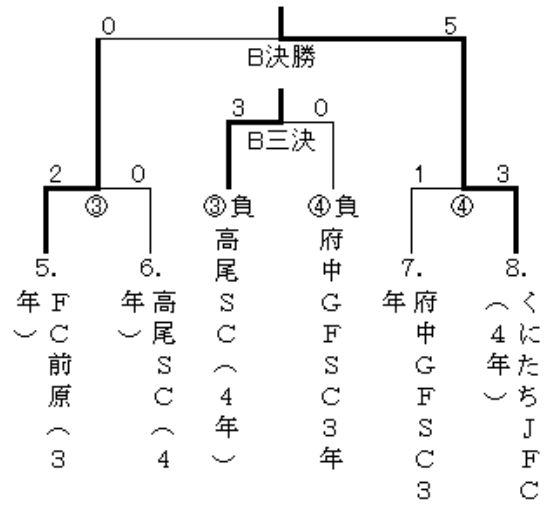 0 5
B決勝
3 0
B三決
2 0 1 3
③ ③負 ④負 ④
5. 6. 7. 8.
FC前原(3
年)
高尾SC(4
年)
高尾SC(4年)
府中GFSC3年
府中GFSC3
年
くにたちJFC
(4年)